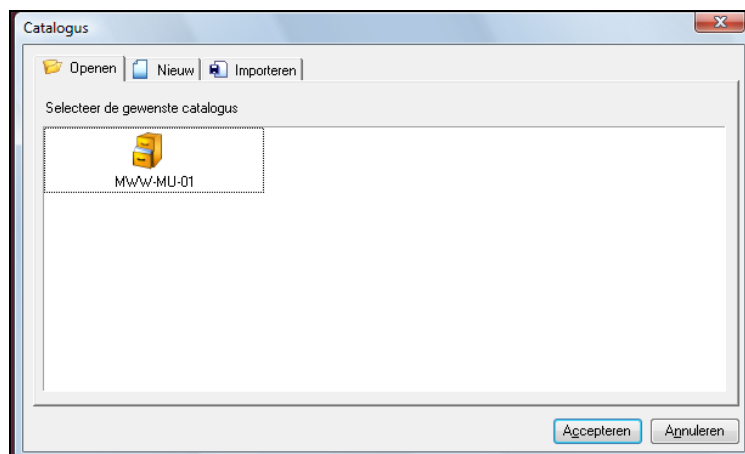 Catalogus
Openen Nieuw Importeren
Selecteer de gewenste catalogus
MWW-MU-01
Accepteren Annuleren